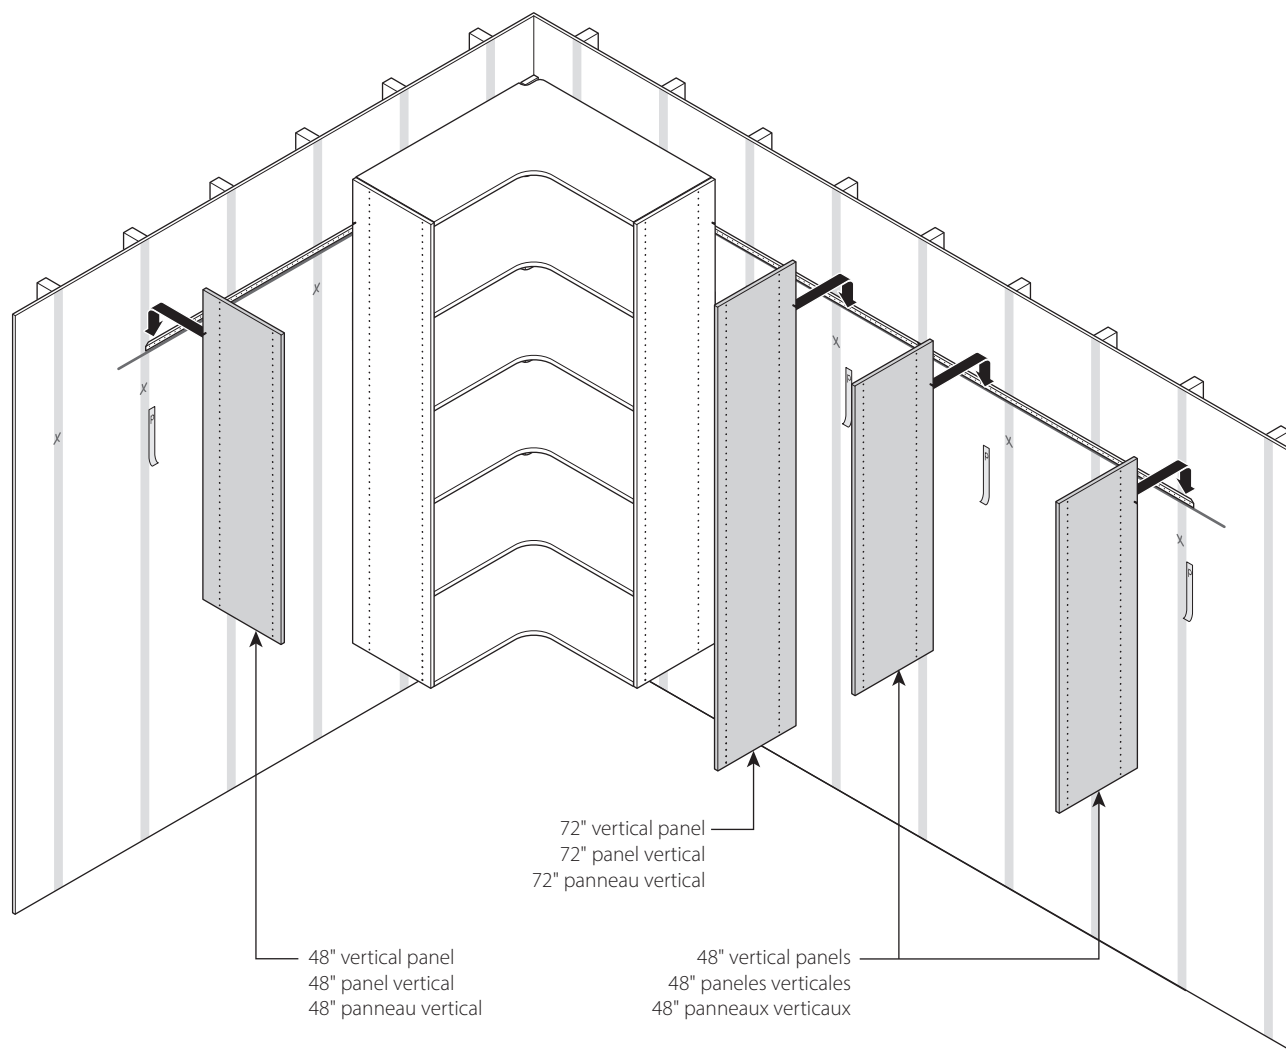 72" vertical panel
72" panel vertical
72" panneau vertical
48" vertical panel
48" panel vertical
48" panneau vertical
48" vertical panels
48" paneles verticales
48" panneaux verticaux